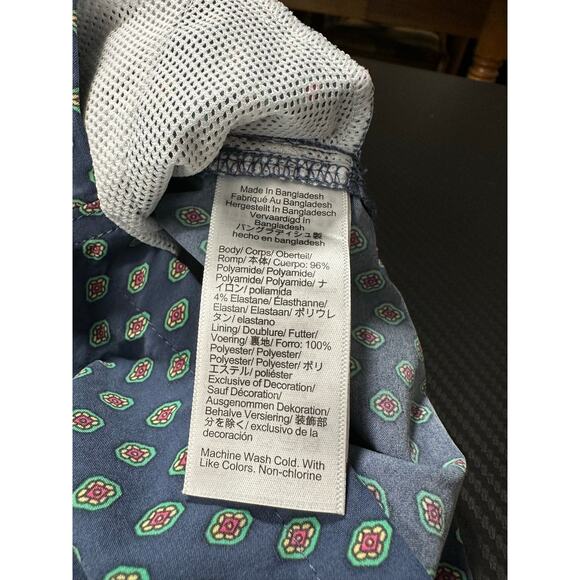 Made In Bangladesh
Fabriqué Au Bangladesh
Hergestellt In Bangladesch
Vervaardigd in
Bangladesh
バングラディシュ製
hecho en bangladesh
Body/ Corps/ Oberteil/
Romp/ 本体/ Cuerpo: 96%
Polyamide/ Polyamide/
Polyamide/ Polyamide/ ナ
イロン/ poliamida
4% Elastane/ Élasthanne/
Elastan/ Elastaan/ ポリウレ
タン/ elastano
Lining/ Doublure/ Futter/
Voering/ 裏地/ Forro: 100%
Polyester/ Polyester/
Polyester/ Polyester/ ポリ
エステル/ poliéster
Exclusive of Decoration/
Sauf Décoration/
Ausgenommen Dekoration/
Behalve Versiering/ 装飾部
分を除く/ exclusivo de la
decoración
Machine Wash Cold. With
Like Colors. Non-chlorine